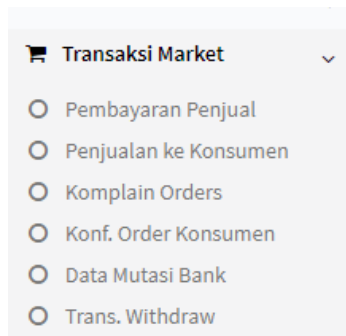 Transaksi Market
Pembayaran Penjual
Penjualan ke Konsumen
Komplain Orders
Konf. Order Konsumen
Data Mutasi Bank
Trans. Withdraw